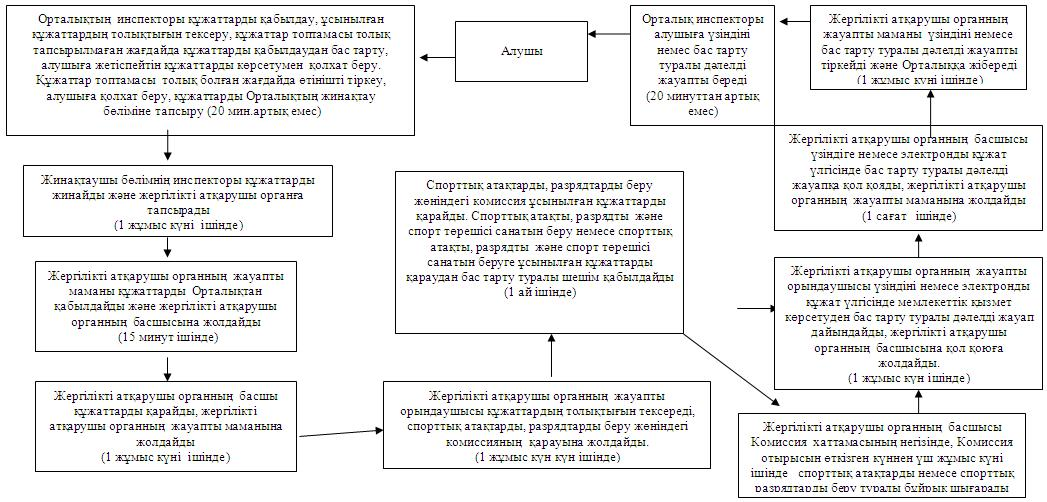 Орталықтың инспекторы құжаттарды қабылдау, ұсынылған
құжаттардың толықтығын тексеру, құжаттар топтамасы толық
тапсырылмаған жағдайда құжаттарды қабылдаудан бас тарту,
алушыға жетіспейтін құжаттарды көрсетумен қолхат беру.
Құжаттар топтамасы толық болған жағдайда өтінішті тіркеу,
алушыға қолхат беру, құжаттарды Орталықтың жинақтау
бөліміне тапсыру (20 мин.артық емес)
Алушы
Орталық инспекторы
алушыға үзіндіні
немес бас тарту
туралы дәлелді
жауапты береді
(20 минуттан артық
емес)
Жергілікті атқарушы органның
жауапты маманы үзіндіні немесе
бас тарту туралы дәлелді жауапты
тіркейді және Орталыққа жібереді
(1 жұмыс күні ішінде)
Жергілікті атқарушы органның басшысы
үзіндіге немесе электронды құжат
үлгісінде бас тарту туралы дәлелді
жауапқа қол қояды, жергілікті атқарушы
органның жауапты маманына жолдайды
(1 сағат ішінде)
Жинақтаушы бөлімнің инспекторы құжаттарды
жинайды және жергілікті атқарушы органға
тапсырады
(1 жұмыс күні ішінде)
Спорттық атақтарды, разрядтарды беру
жөніндегі комиссия ұсынылған құжаттарды
қарайды. Спорттық атақты, разрядты және
спорт төрешісі санатын беру немесе спорттық
атақты, разрядты және спорт төрешісі
санатын беруге ұсынылған құжаттарды
қараудан бас тарту туралы шешім қабылдайды
(1 ай ішінде)
Жергілікті атқарушы органның жауапты
маманы құжаттарды Орталықтан
қабылдайды және жергілікті атқарушы
органның басшысына жолдайды
(15 минут ішінде)
Жергілікті атқарушы органның жауапты
орындаушысы үзіндіні немесе электронды
құжат үлгісінде мемлекеттік қызмет
көрсетуден бас тарту туралы дәлелді жауап
дайындайды, жергілікті атқарушы
органның басшысына қол қоюға
жолдайды.
(1 жұмыс күн ішінде)
Жергілікті атқарушы органның басшы
құжаттарды қарайды, жергілікті
атқарушы органның жауапты маманына
жолдайды
(1 жұмыс күні ішінде)
Жергілікті атқарушы органның жауапты
орындаушысы құжаттардың толықтығын тексереді,
спорттық атақтарды, разрядтарды беру жөніндегі
комиссияның қарауына жолдайды.
(1 жұмыс күн күн ішінде)
Жергілікті атқарушы органның басшысы
Комиссия хаттамасының негізінде, Комиссия
отырысын өткізген күннен үш жұмыс күні
ішінде спорттық атақтарды немесе спорттық
разрядтарды беру туралы бұйрық шығарады